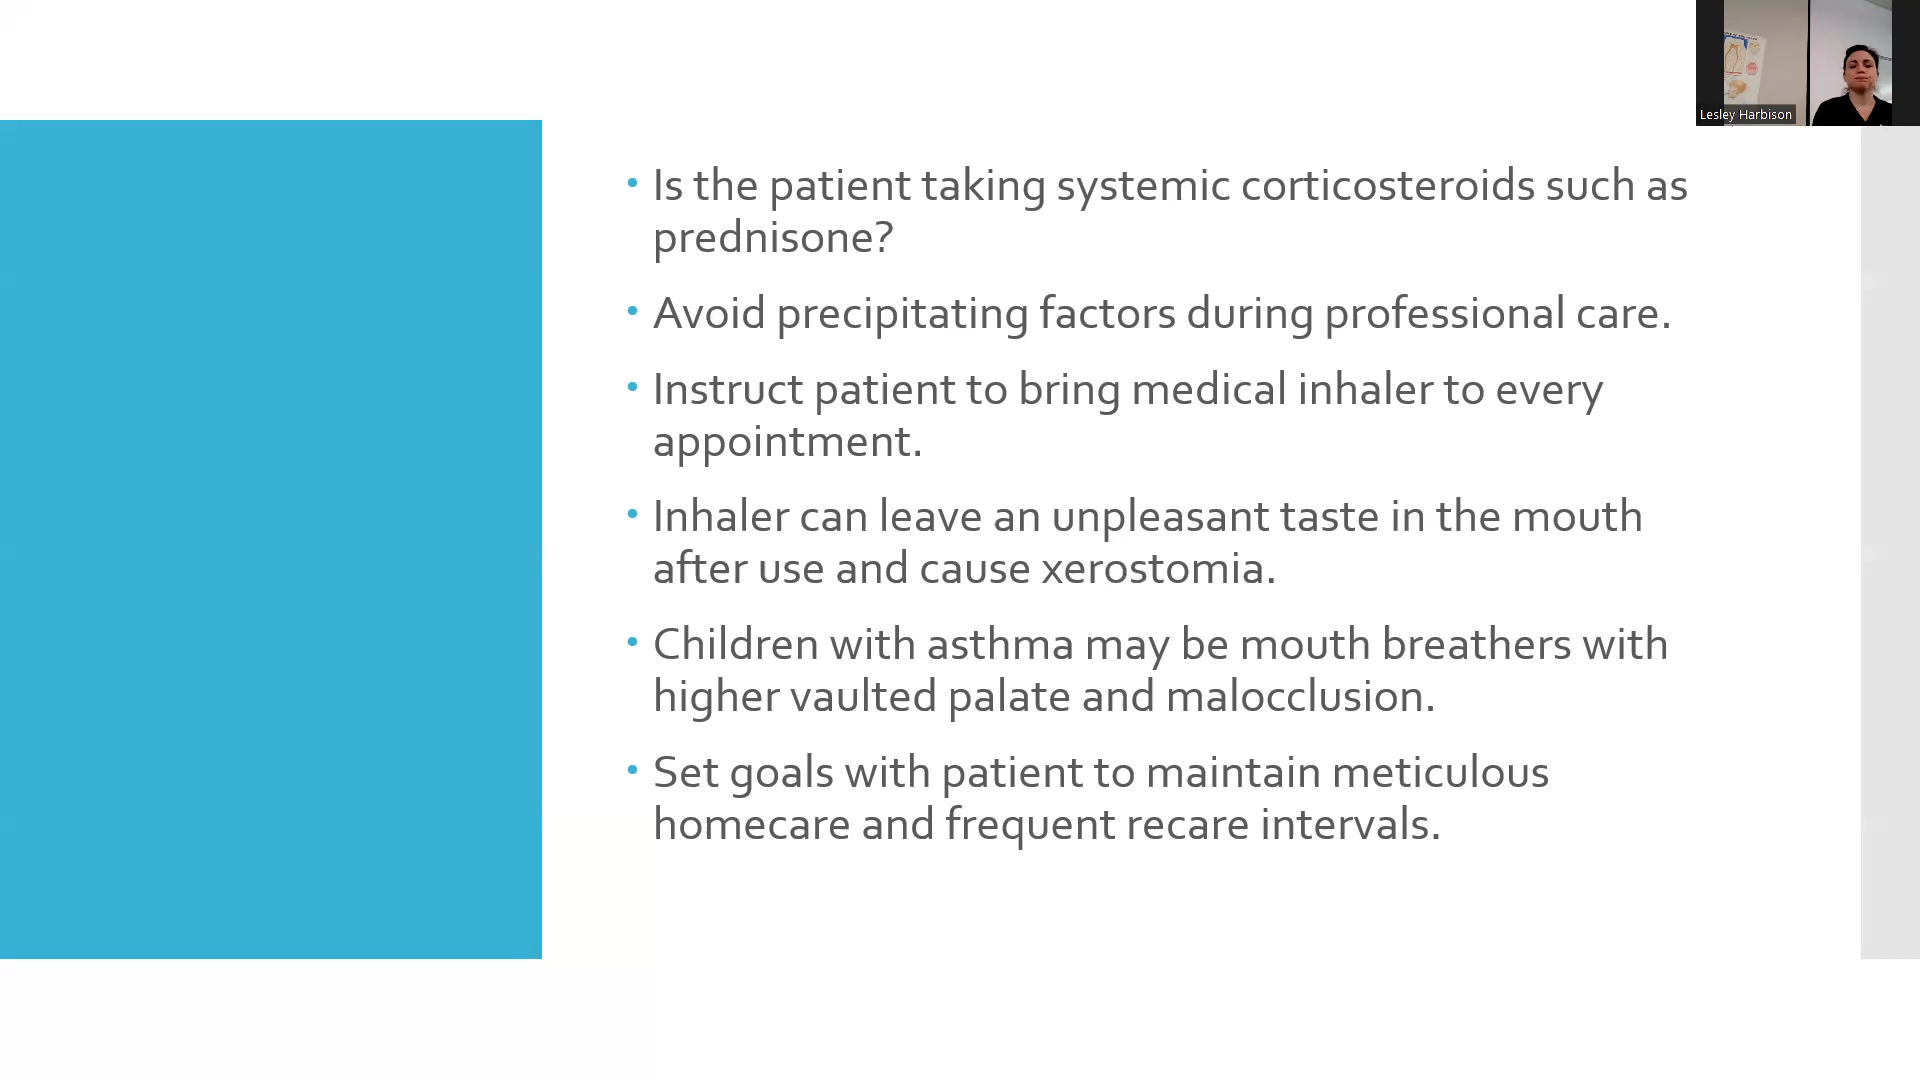 Lesley Harbison
• Is the patient taking systemic corticosteroids such as
prednisone?
• Avoid precipitating factors during professional care.
• Instruct patient to bring medical inhaler to every
appointment.
• Inhaler can leave an unpleasant taste in the mouth
after use and cause xerostomia.
• Children with asthma may be mouth breathers with
higher vaulted palate and malocclusion.
• Set goals with patient to maintain meticulous
homecare and frequent recare intervals.